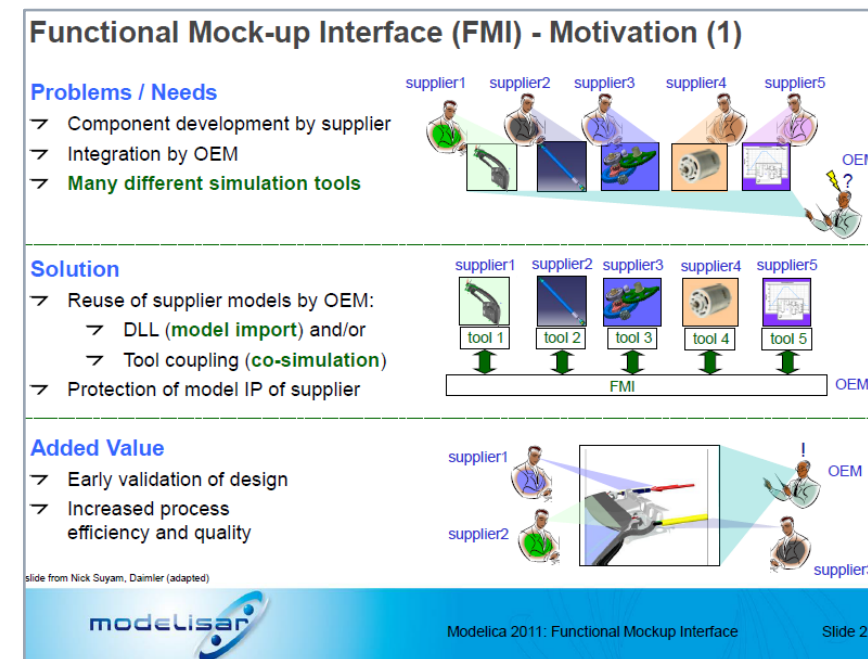 Functional Mock-up Interface (FMI) - Motivation (1)
Problems / Needs
Component development by supplier
Integration by OEM
Many different simulation tools
supplier1 supplier2 supplier3 supplier4 supplier5
OEM
?
Solution
Reuse of supplier models by OEM:
DLL (model import) and/or
Tool coupling (co-simulation)
Protection of model IP of supplier
supplier1 supplier2 supplier3 supplier4 supplier5
tool 1 tool 2 tool 3 tool 4 tool 5
FMI
OEM
Added Value
Early validation of design
Increased process
efficiency and quality
supplier1
!
OEM
supplier2
supplier3
slide from Nick Suyam, Daimler (adapted)
modelisar
Modelica 2011: Functional Mockup Interface
Slide 2